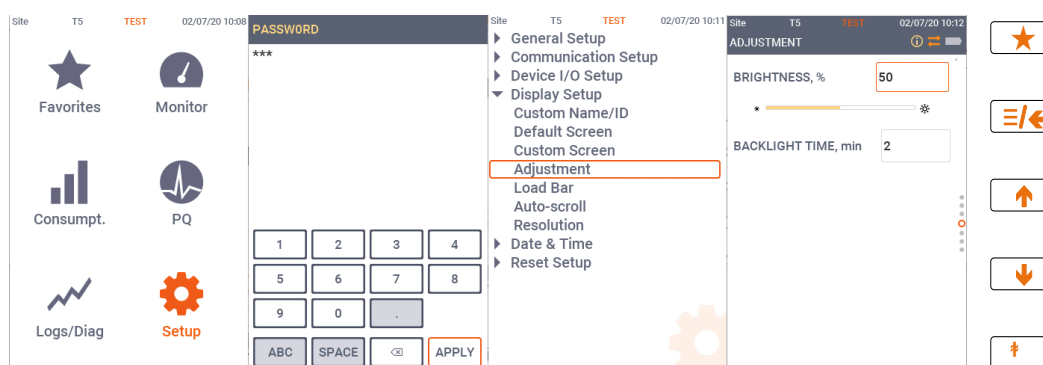 Site T5 TEST 02/07/20 10:08
Favorites Monitor
Consumpt. PQ
Logs/Diag Setup
PASSWORD
***
1 2 3 4
5 6 7 8
9 0 .
ABC SPACE APPLY
Site T5 TEST 02/07/20 10:11
General Setup
Communication Setup
Device I/O Setup
Display Setup
Custom Name/ID
Default Screen
Custom Screen
Adjustment
Load Bar
Auto-scroll
Resolution
Date & Time
Reset Setup
Site T5 TEST 02/07/20 10:12
ADJUSTMENT
BRIGHTNESS, % 50
BACKLIGHT TIME, min 2